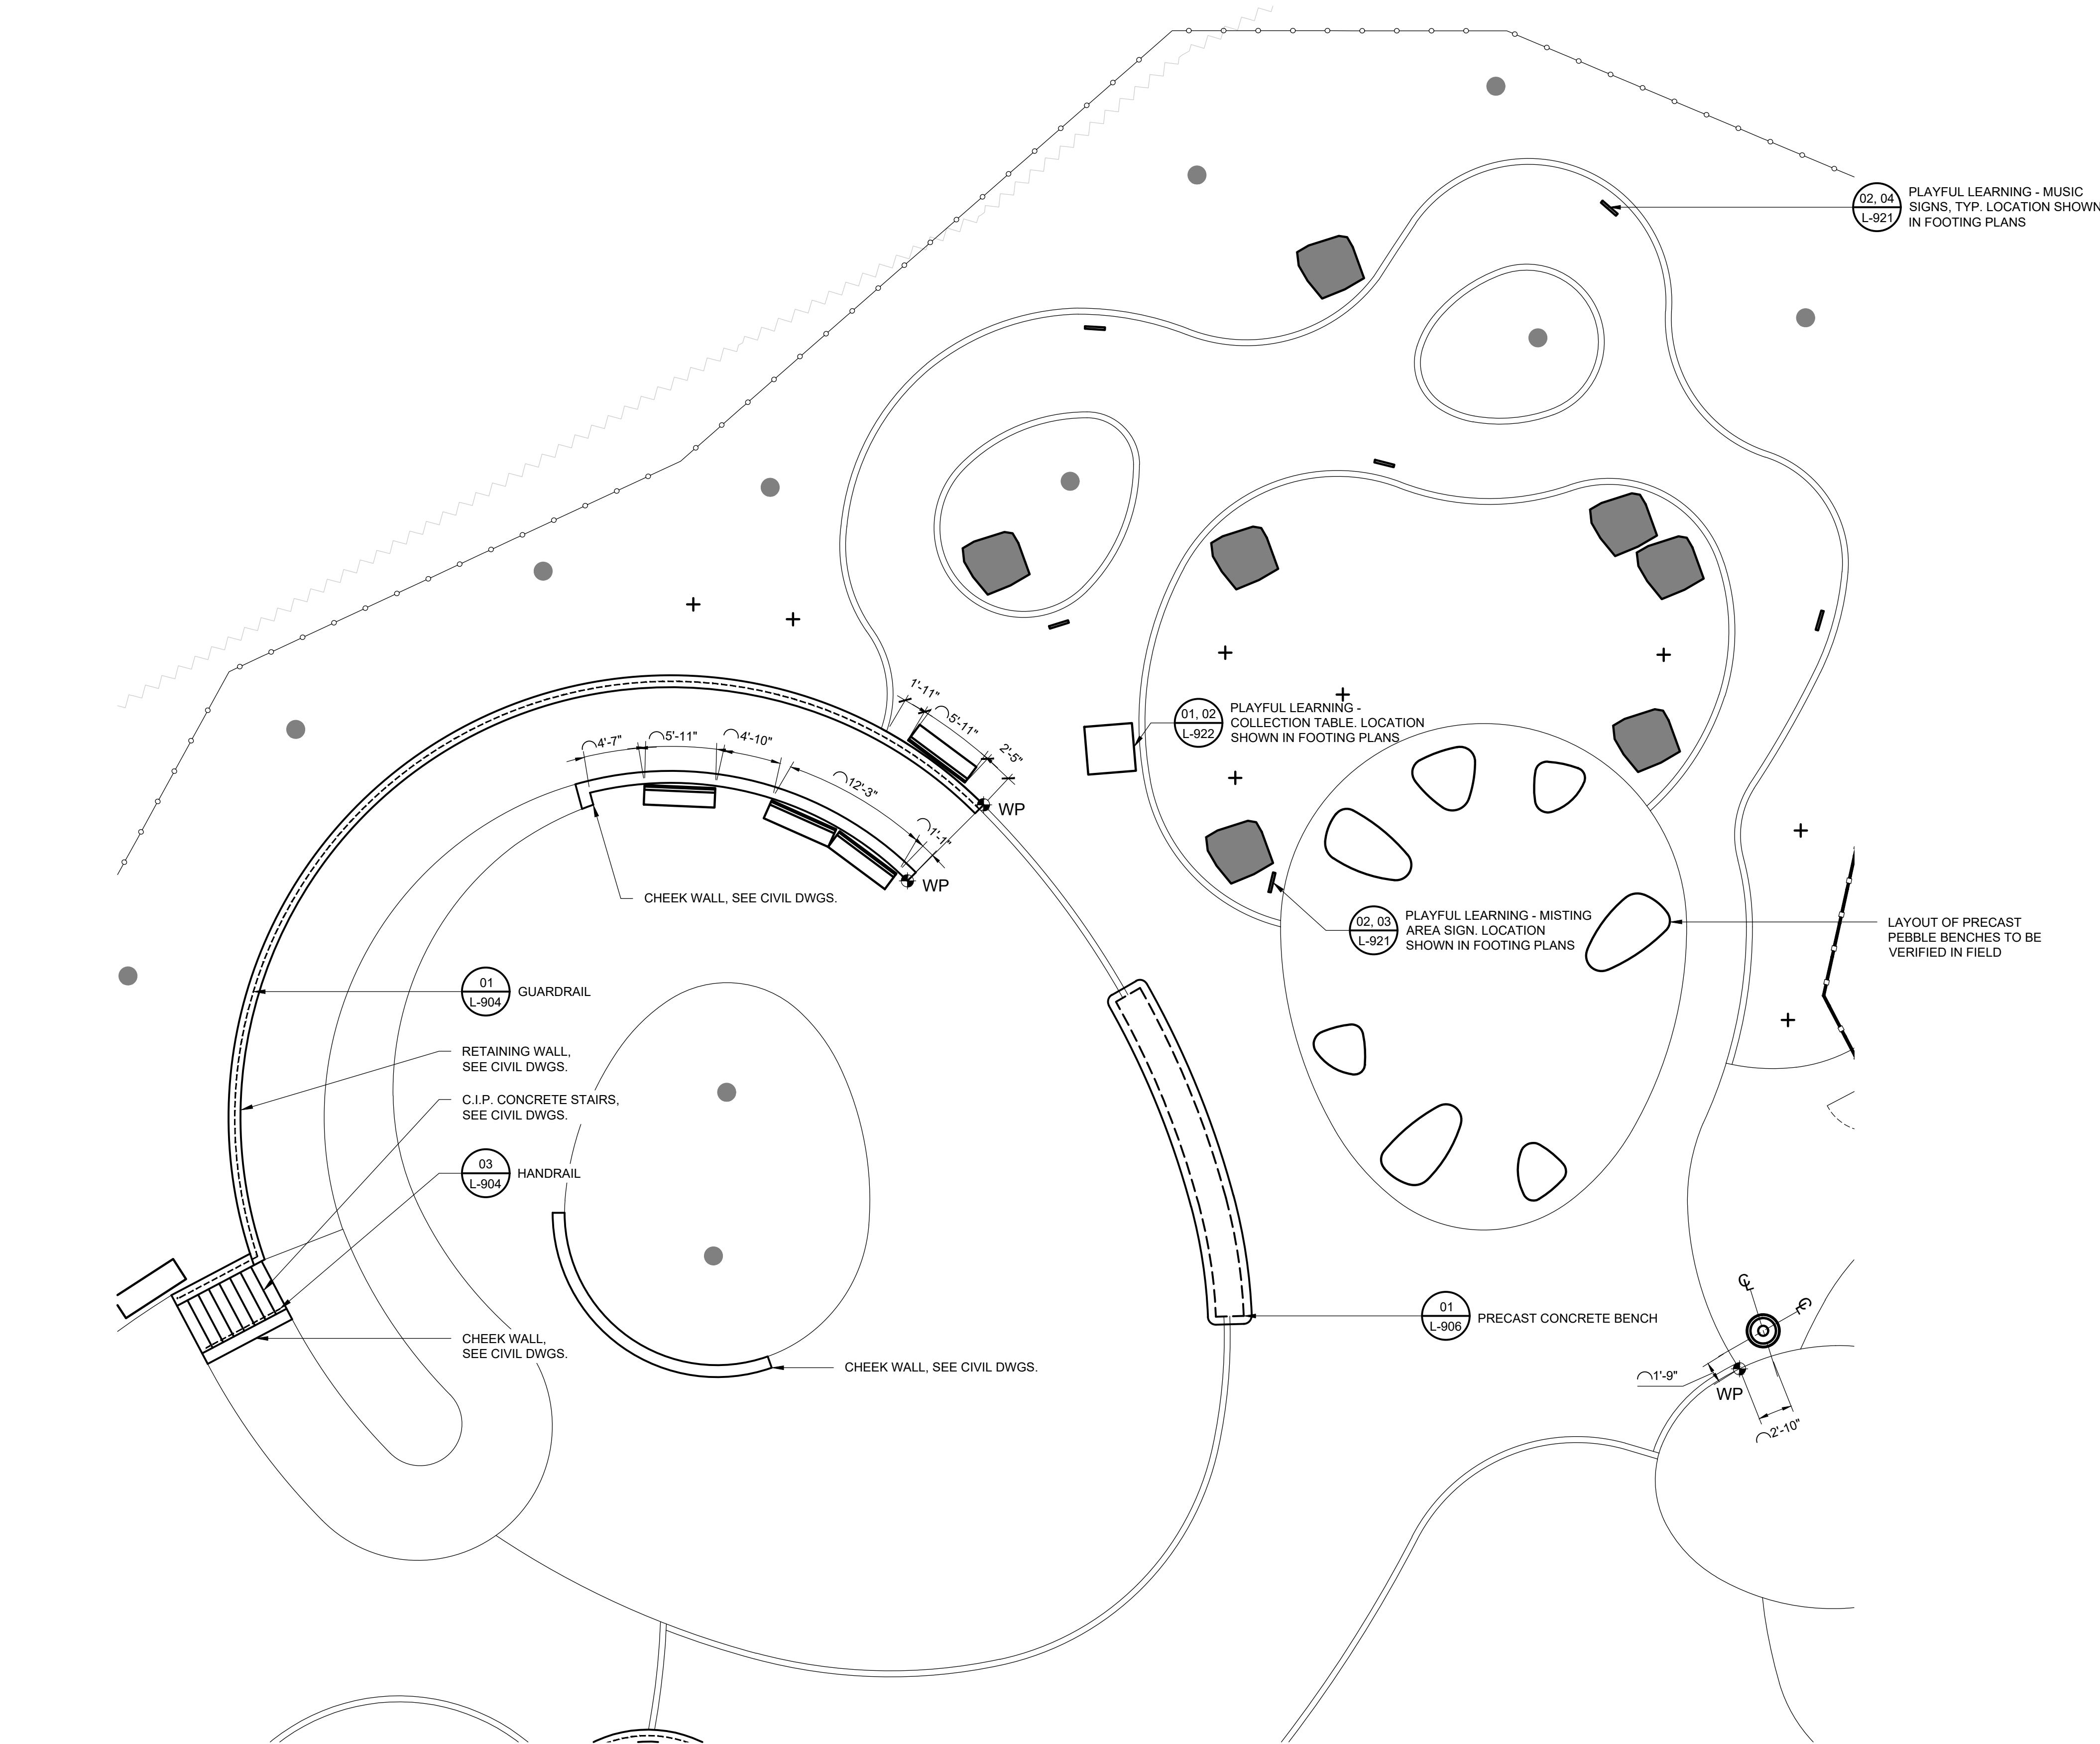 02, 04
L-921
PLAYFUL LEARNING - MUSIC
SIGNS, TYP. LOCATION SHOWN
IN FOOTING PLANS
1'-11"
5'-11"
2'-5"
4'-7"
5'-11"
4'-10"
12'-3"
1'-1"
WP
WP
01, 02
L-922
PLAYFUL LEARNING -
COLLECTION TABLE. LOCATION
SHOWN IN FOOTING PLANS
CHEEK WALL, SEE CIVIL DWGS.
02, 03
L-921
PLAYFUL LEARNING - MISTING
AREA SIGN. LOCATION
SHOWN IN FOOTING PLANS
LAYOUT OF PRECAST
PEBBLE BENCHES TO BE
VERIFIED IN FIELD
01
L-904
GUARDRAIL
RETAINING WALL,
SEE CIVIL DWGS.
C.I.P. CONCRETE STAIRS,
SEE CIVIL DWGS.
03
L-904
HANDRAIL
CHEEK WALL,
SEE CIVIL DWGS.
CHEEK WALL, SEE CIVIL DWGS.
01
L-906
PRECAST CONCRETE BENCH
CL
CL
1'-9"
WP
2'-10"